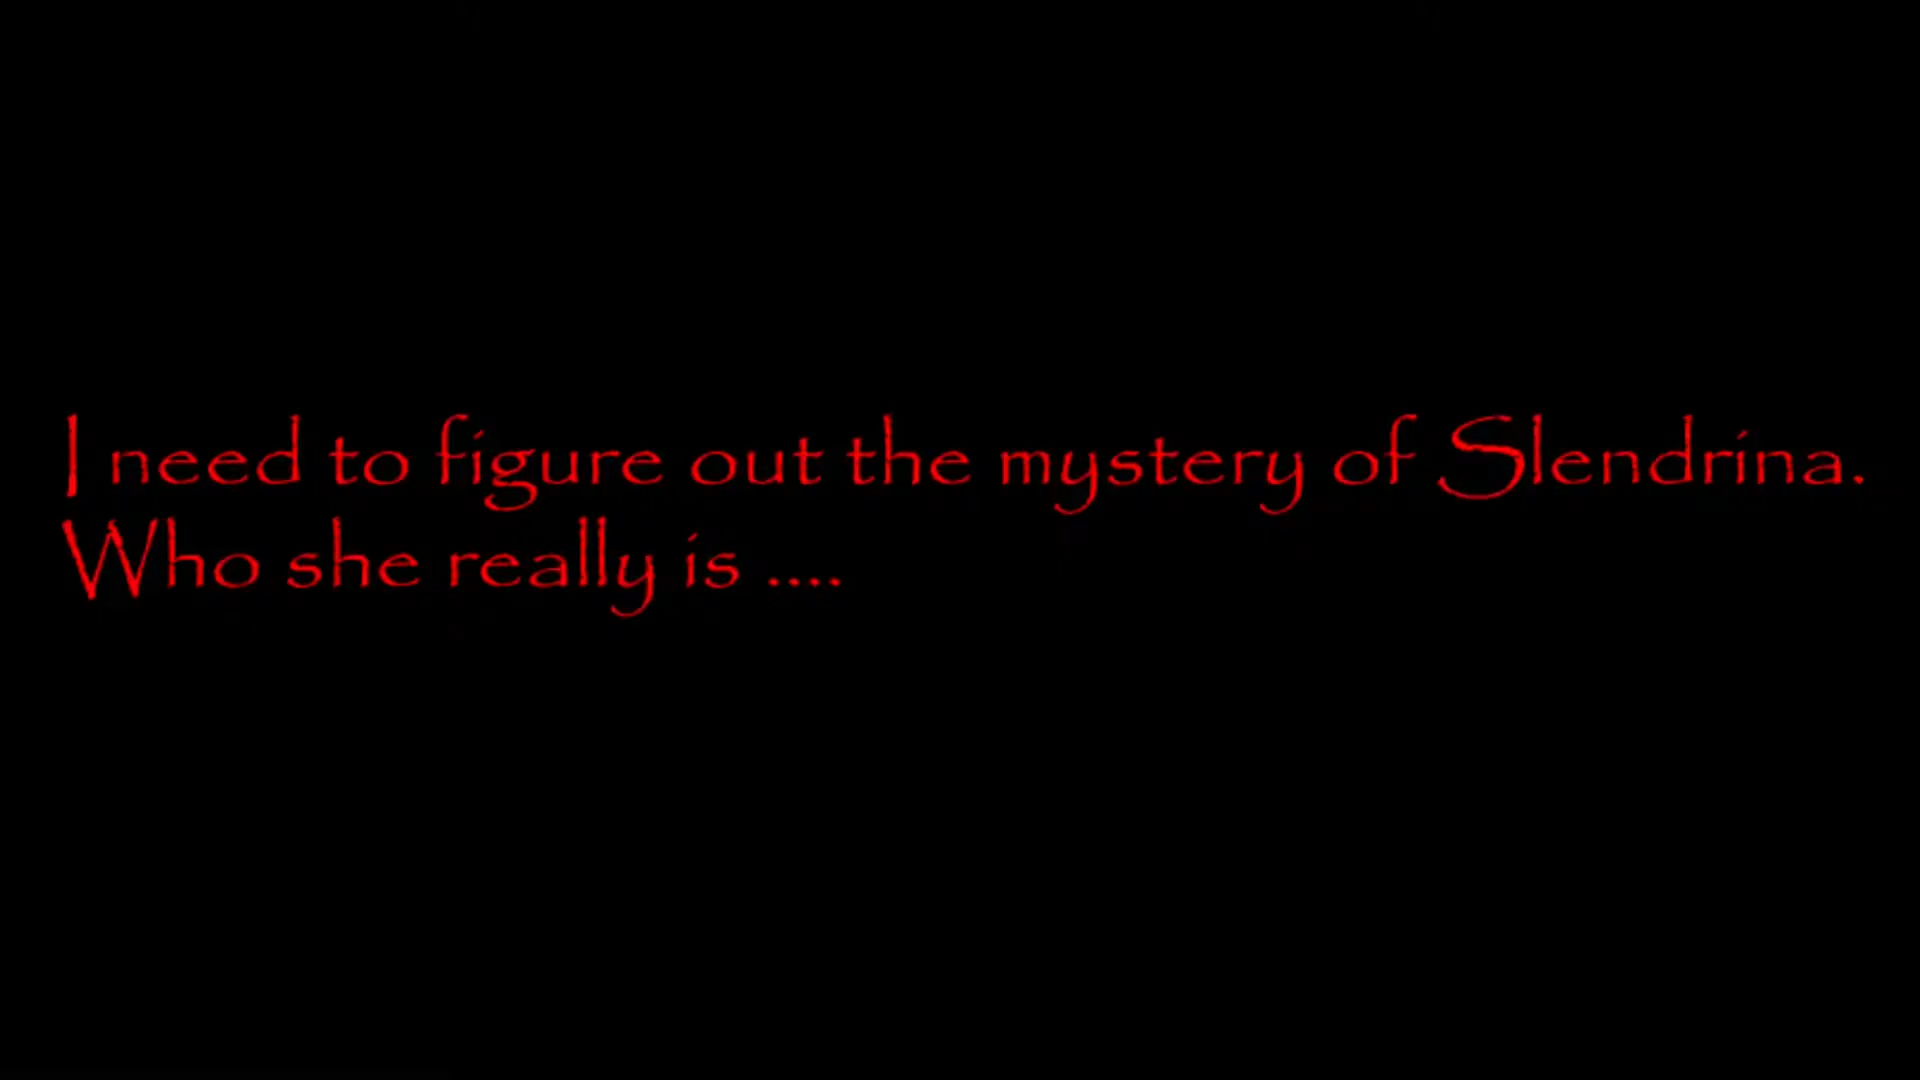 I need to figure out the mystery of Slendrina.
Who she really is ....